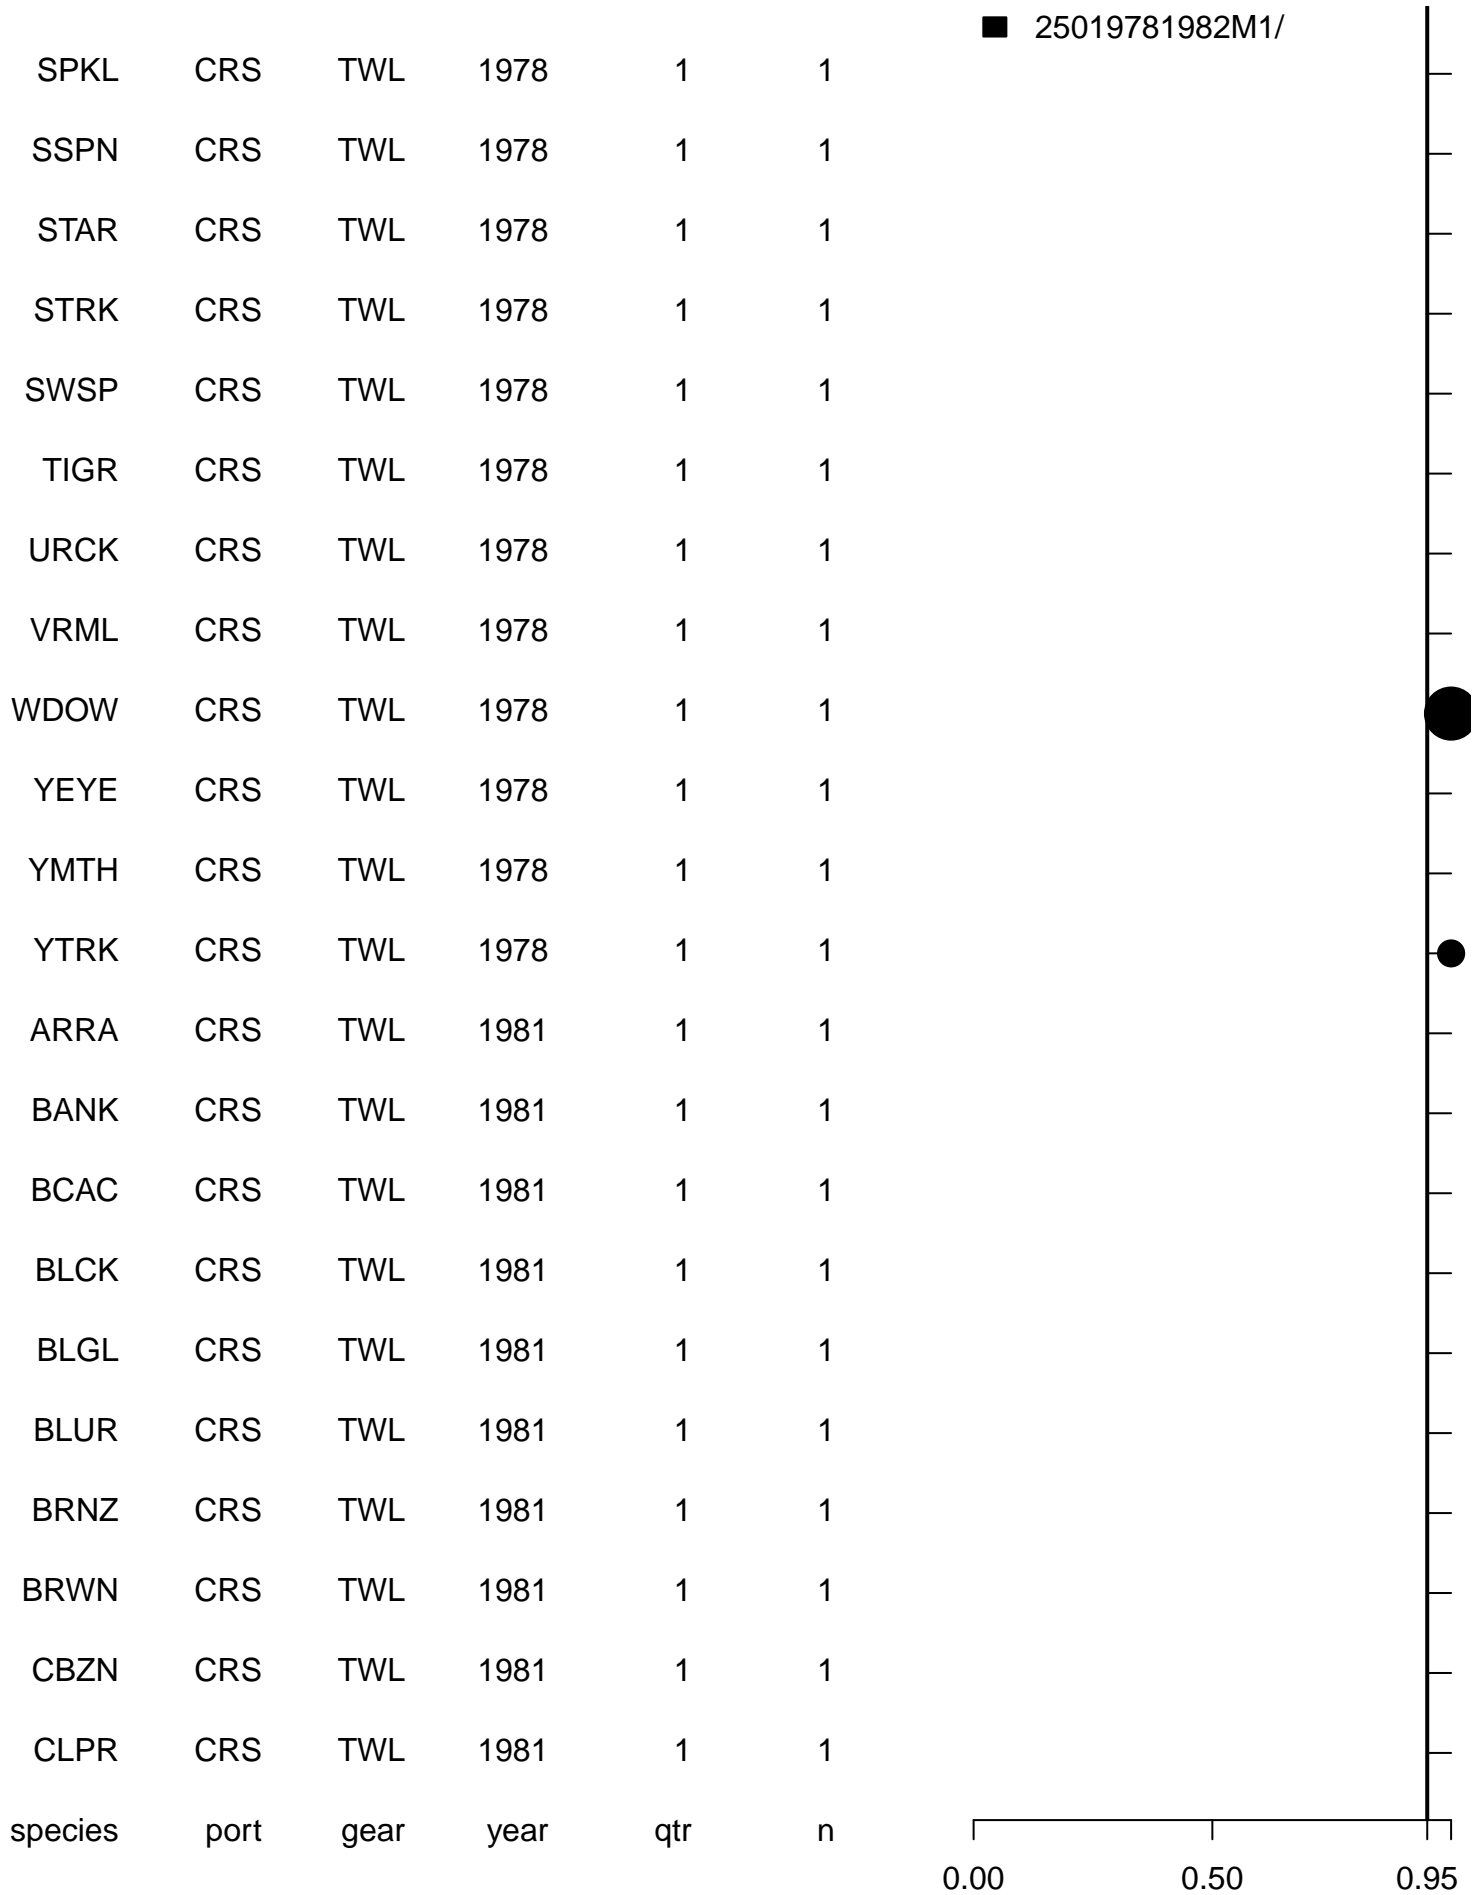 25019781982M1/
SPKL CRS TWL 1978 1 1
SSPN CRS TWL 1978 1 1
STAR CRS TWL 1978 1 1
STRK CRS TWL 1978 1 1
SWSP CRS TWL 1978 1 1
TIGR CRS TWL 1978 1 1
URCK CRS TWL 1978 1 1
VRML CRS TWL 1978 1 1
WDOW CRS TWL 1978 1 1
YEYE CRS TWL 1978 1 1
YMTH CRS TWL 1978 1 1
YTRK CRS TWL 1978 1 1
ARRA CRS TWL 1981 1 1
BANK CRS TWL 1981 1 1
BCAC CRS TWL 1981 1 1
BLCK CRS TWL 1981 1 1
BLGL CRS TWL 1981 1 1
BLUR CRS TWL 1981 1 1
BRNZ CRS TWL 1981 1 1
BRWN CRS TWL 1981 1 1
CBZN CRS TWL 1981 1 1
CLPR CRS TWL 1981 1 1
species port gear year qtr n
0.00 0.50 0.95